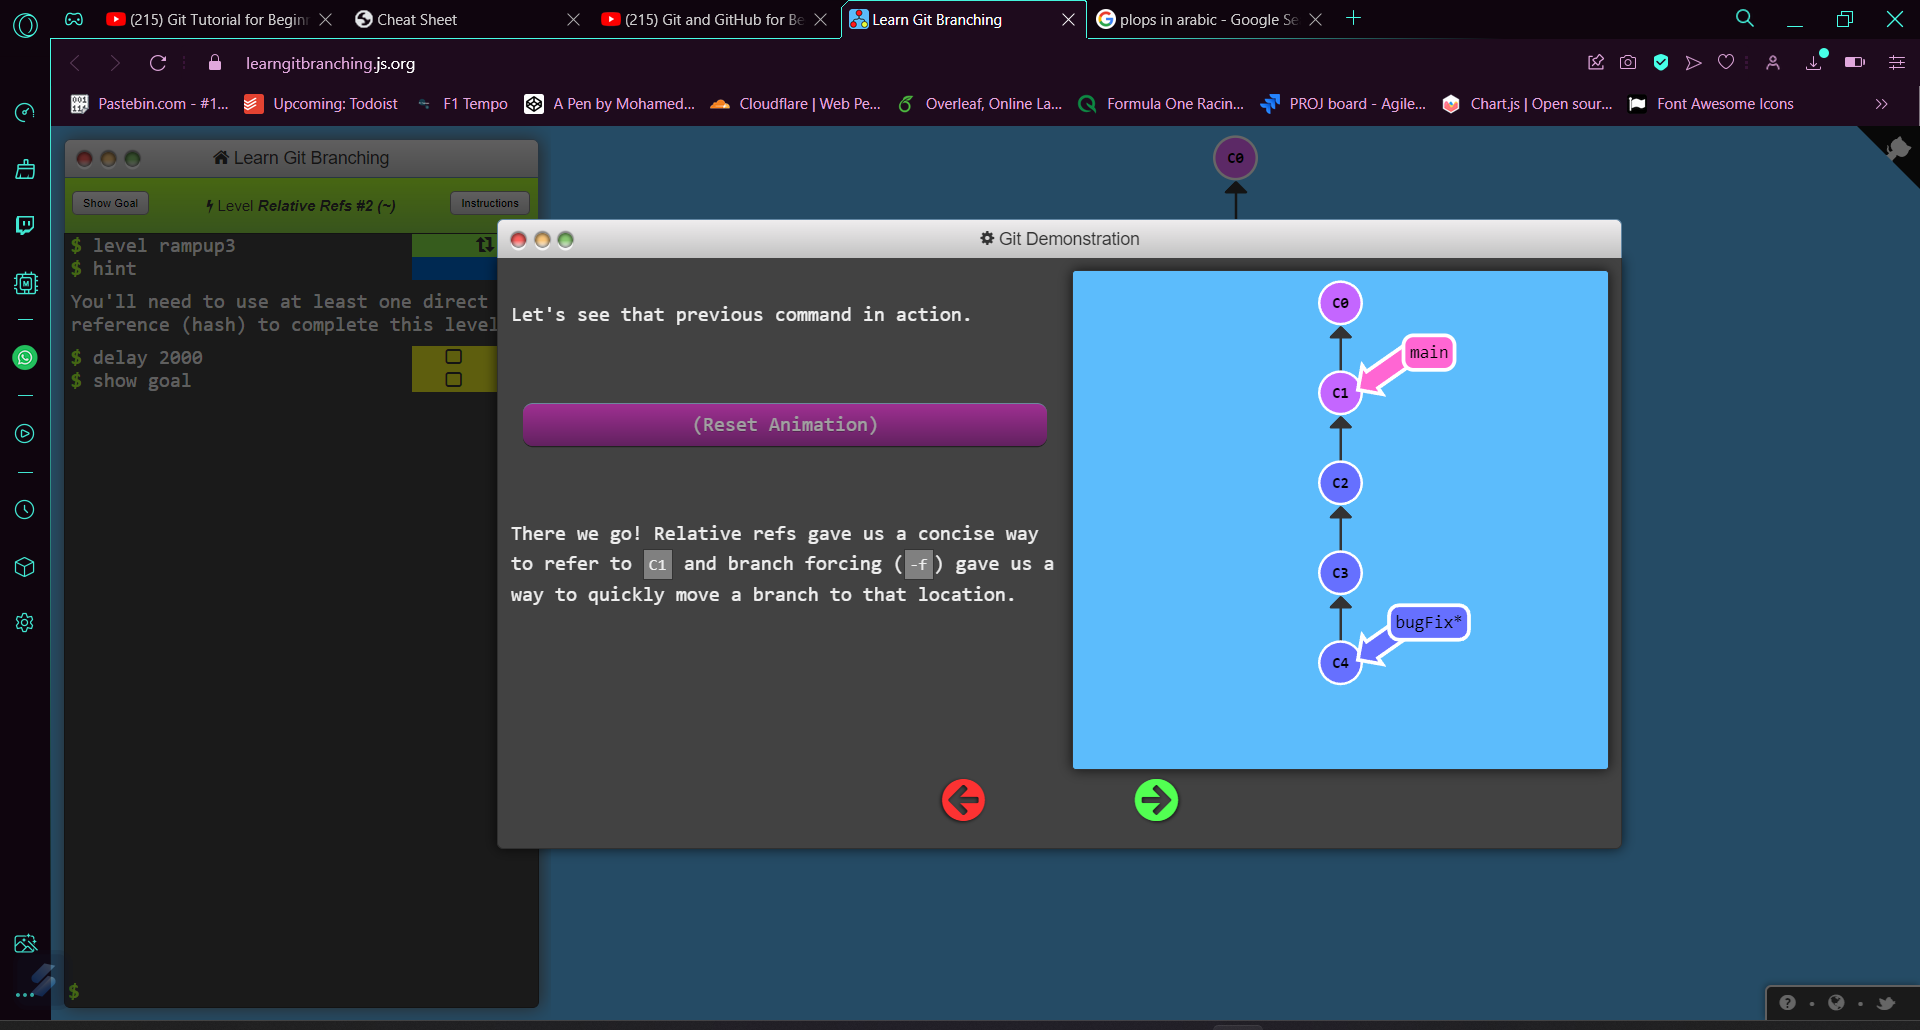 (215) Git Tutorial for Beginn
Cheat Sheet
(215) Git and GitHub for Be
Learn Git Branching
plops in arabic - Google Se
learngitbranching.js.org
Pastebin.com - #1...
Upcoming: Todoist
F1 Tempo
A Pen by Mohamed...
Cloudflare | Web Pe...
Overleaf, Online La...
Formula One Racin...
PROJ board - Agile...
Chart.js | Open sour...
Font Awesome Icons
Learn Git Branching
Show Goal
Level Relative Refs #2 (~)
Instructions
$ level rampup3
$ hint
You'll need to use at least one direct
reference (hash) to complete this level
$ delay 2000
$ show goal
$
C0
Git Demonstration
Let's see that previous command in action.
(Reset Animation)
There we go! Relative refs gave us a concise way
to refer to C1 and branch forcing (-f) gave us a
way to quickly move a branch to that location.
C0
main
C1
C2
C3
bugFix*
C4